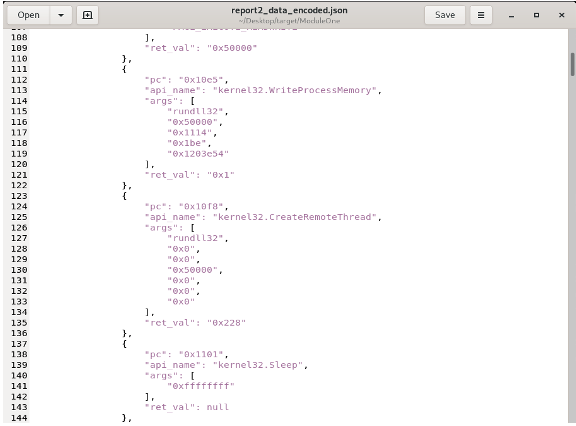 Open
report2_data_encoded.json
~/Desktop/target/ModuleOne
Save
108 ],
109 "ret_val": "0x50000"
110 },
111 {
112 "pc": "0x10e5",
113 "api_name": "kernel32.WriteProcessMemory",
114 "args": [
115 "rundll32",
116 "0x50000",
117 "0x1114",
118 "0x1be",
119 "0x1203e54"
120 ],
121 "ret_val": "0x1"
122 },
123 {
124 "pc": "0x10f8",
125 "api_name": "kernel32.CreateRemoteThread",
126 "args": [
127 "rundll32",
128 "0x0",
129 "0x0",
130 "0x50000",
131 "0x0",
132 "0x0",
133 "0x0"
134 ],
135 "ret_val": "0x228"
136 },
137 {
138 "pc": "0x1101",
139 "api_name": "kernel32.Sleep",
140 "args": [
141 "0xffffffff"
142 ],
143 "ret_val": null
144 },